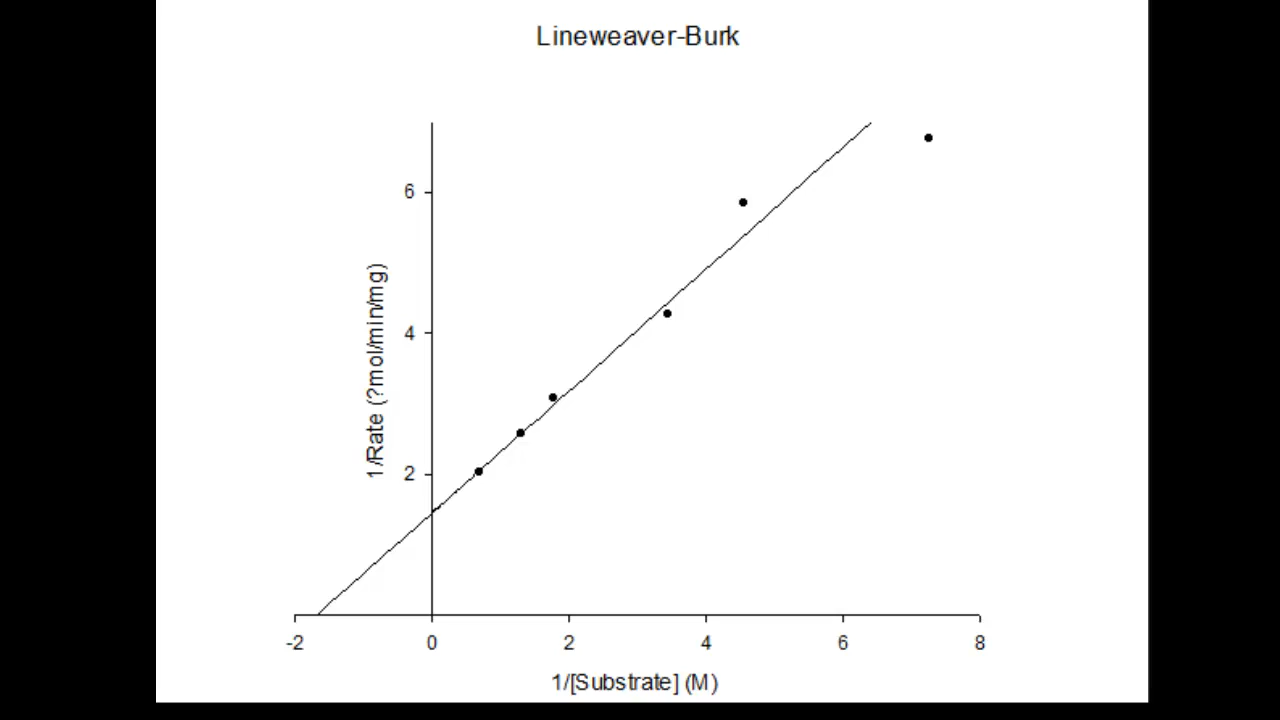 Lineweaver-Burk
6
4
2
1/Rate (?mol/min/mg)
-2 0 2 4 6 8
1/[Substrate] (M)